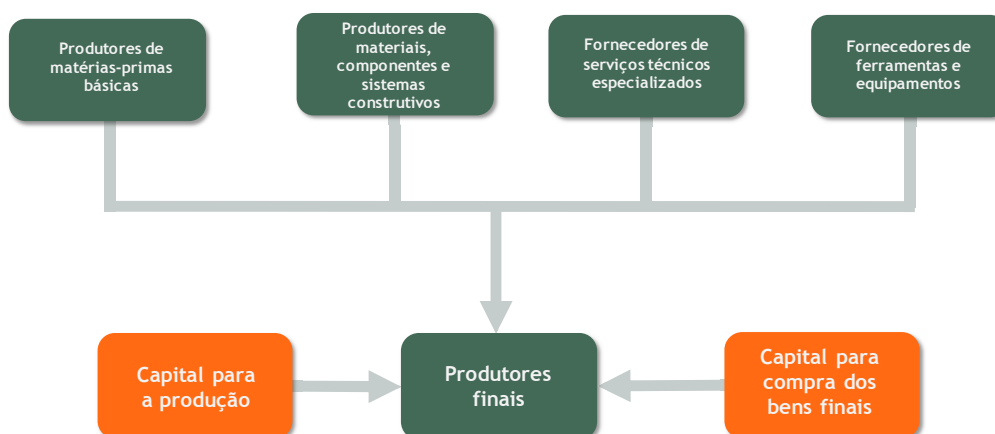 Produtores de
matérias-primas
básicas
Produtores de
materiais,
componentes e
sistemas
construtivos
Fornecedores de
serviços técnicos
especializados
Fornecedores de
ferramentas e
equipamentos
Capital para
a produção
Produtores
finais
Capital para
compra dos
bens finais